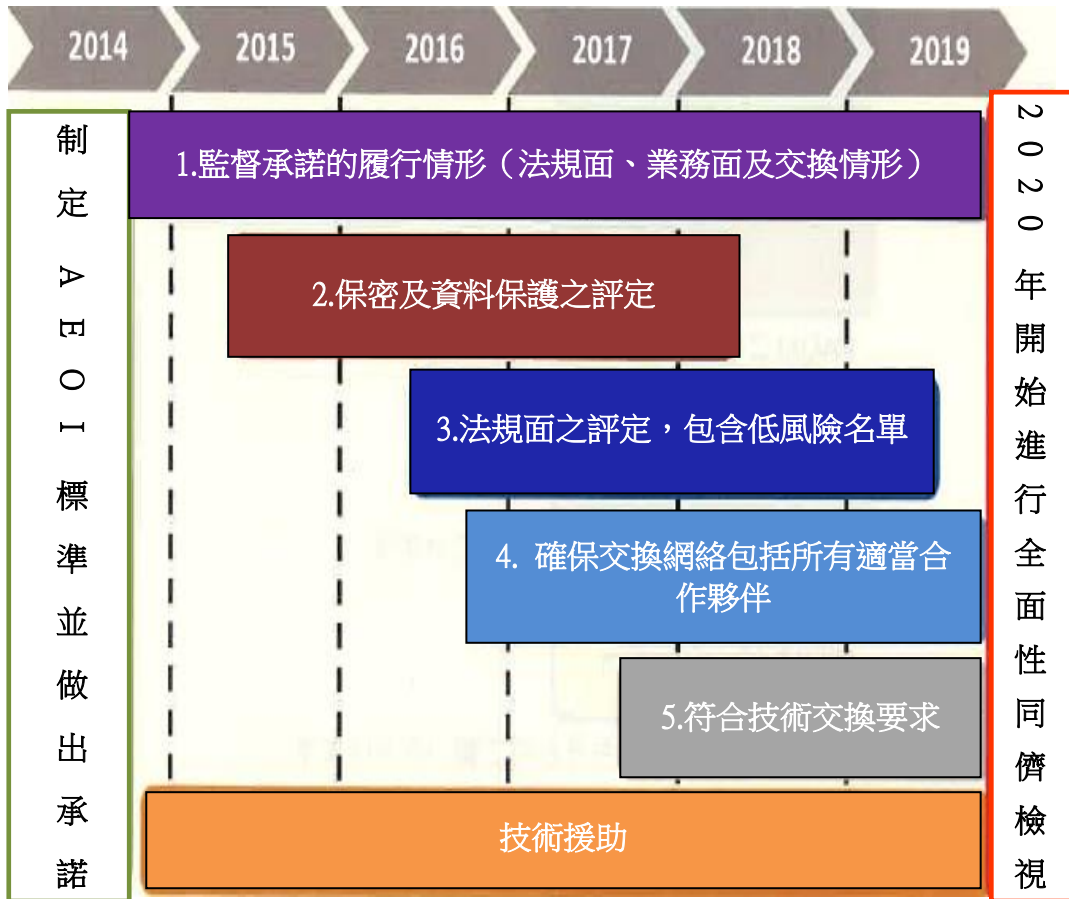 2014 2015 2016 2017 2018 2019
制定AEOI標準並做出承諾
1.監督承諾的履行情形（法規面、業務面及交換情形）
2.保密及資料保護之評定
3.法規面之評定，包含低風險名單
4. 確保交換網絡包括所有適當合
作夥伴
5.符合技術交換要求
技術援助
2020年開始進行全面性同儕檢視